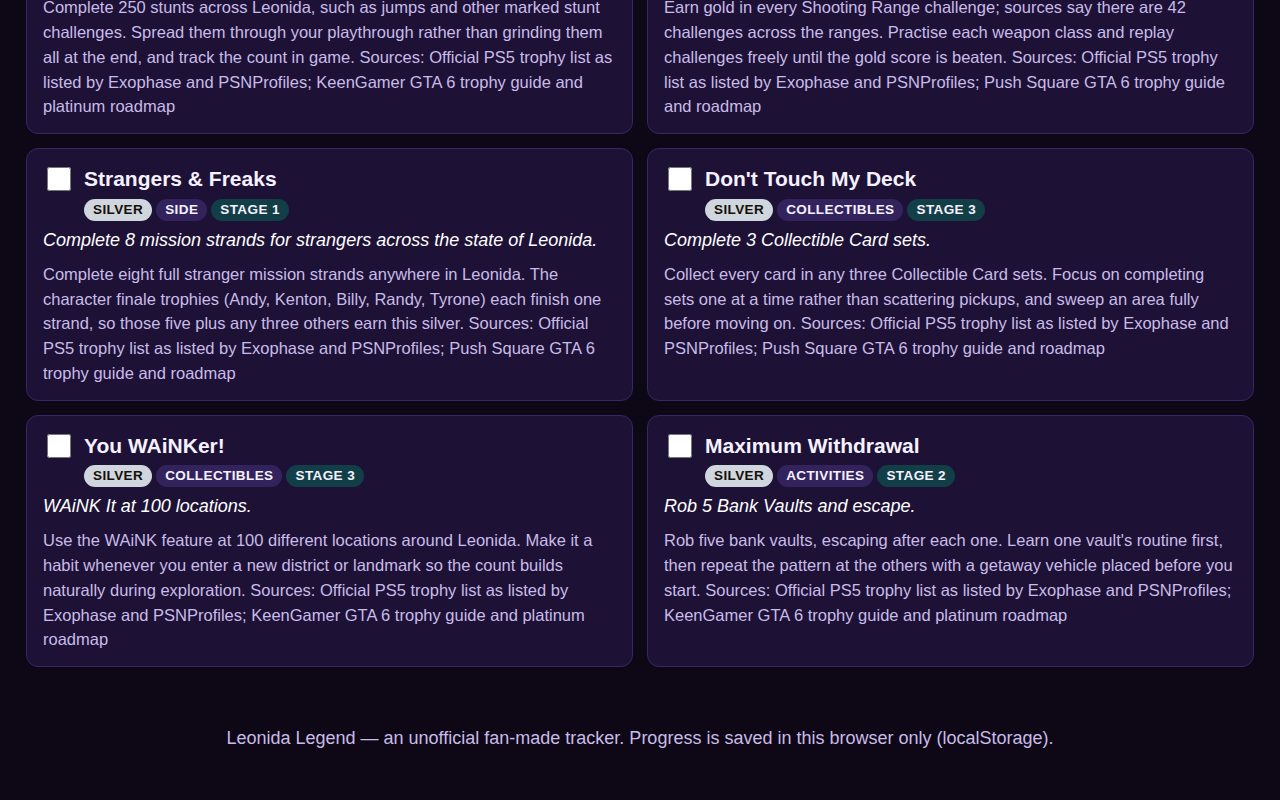 Complete 250 stunts across Leonida, such as jumps and other marked stunt
challenges. Spread them through your playthrough rather than grinding them
all at the end, and track the count in game. Sources: Official PS5 trophy list as
listed by Exophase and PSNProfiles; KeenGamer GTA 6 trophy guide and
platinum roadmap
Earn gold in every Shooting Range challenge; sources say there are 42
challenges across the ranges. Practise each weapon class and replay
challenges freely until the gold score is beaten. Sources: Official PS5 trophy
list as listed by Exophase and PSNProfiles; Push Square GTA 6 trophy guide
and roadmap
Strangers & Freaks
SILVER SIDE STAGE 1
Complete 8 mission strands for strangers across the state of Leonida.
Complete eight full stranger mission strands anywhere in Leonida. The
character finale trophies (Andy, Kenton, Billy, Randy, Tyrone) each finish one
strand, so those five plus any three others earn this silver. Sources: Official
PS5 trophy list as listed by Exophase and PSNProfiles; Push Square GTA 6
trophy guide and roadmap
Don't Touch My Deck
SILVER COLLECTIBLES STAGE 3
Complete 3 Collectible Card sets.
Collect every card in any three Collectible Card sets. Focus on completing
sets one at a time rather than scattering pickups, and sweep an area fully
before moving on. Sources: Official PS5 trophy list as listed by Exophase and
PSNProfiles; Push Square GTA 6 trophy guide and roadmap
You WAiNKer!
SILVER COLLECTIBLES STAGE 3
WAiNK It at 100 locations.
Use the WAiNK feature at 100 different locations around Leonida. Make it a
habit whenever you enter a new district or landmark so the count builds
naturally during exploration. Sources: Official PS5 trophy list as listed by
Exophase and PSNProfiles; KeenGamer GTA 6 trophy guide and platinum
roadmap
Maximum Withdrawal
SILVER ACTIVITIES STAGE 2
Rob 5 Bank Vaults and escape.
Rob five bank vaults, escaping after each one. Learn one vault's routine first,
then repeat the pattern at the others with a getaway vehicle placed before you
start. Sources: Official PS5 trophy list as listed by Exophase and PSNProfiles;
KeenGamer GTA 6 trophy guide and platinum roadmap
Leonida Legend — an unofficial fan-made tracker. Progress is saved in this browser only (localStorage).